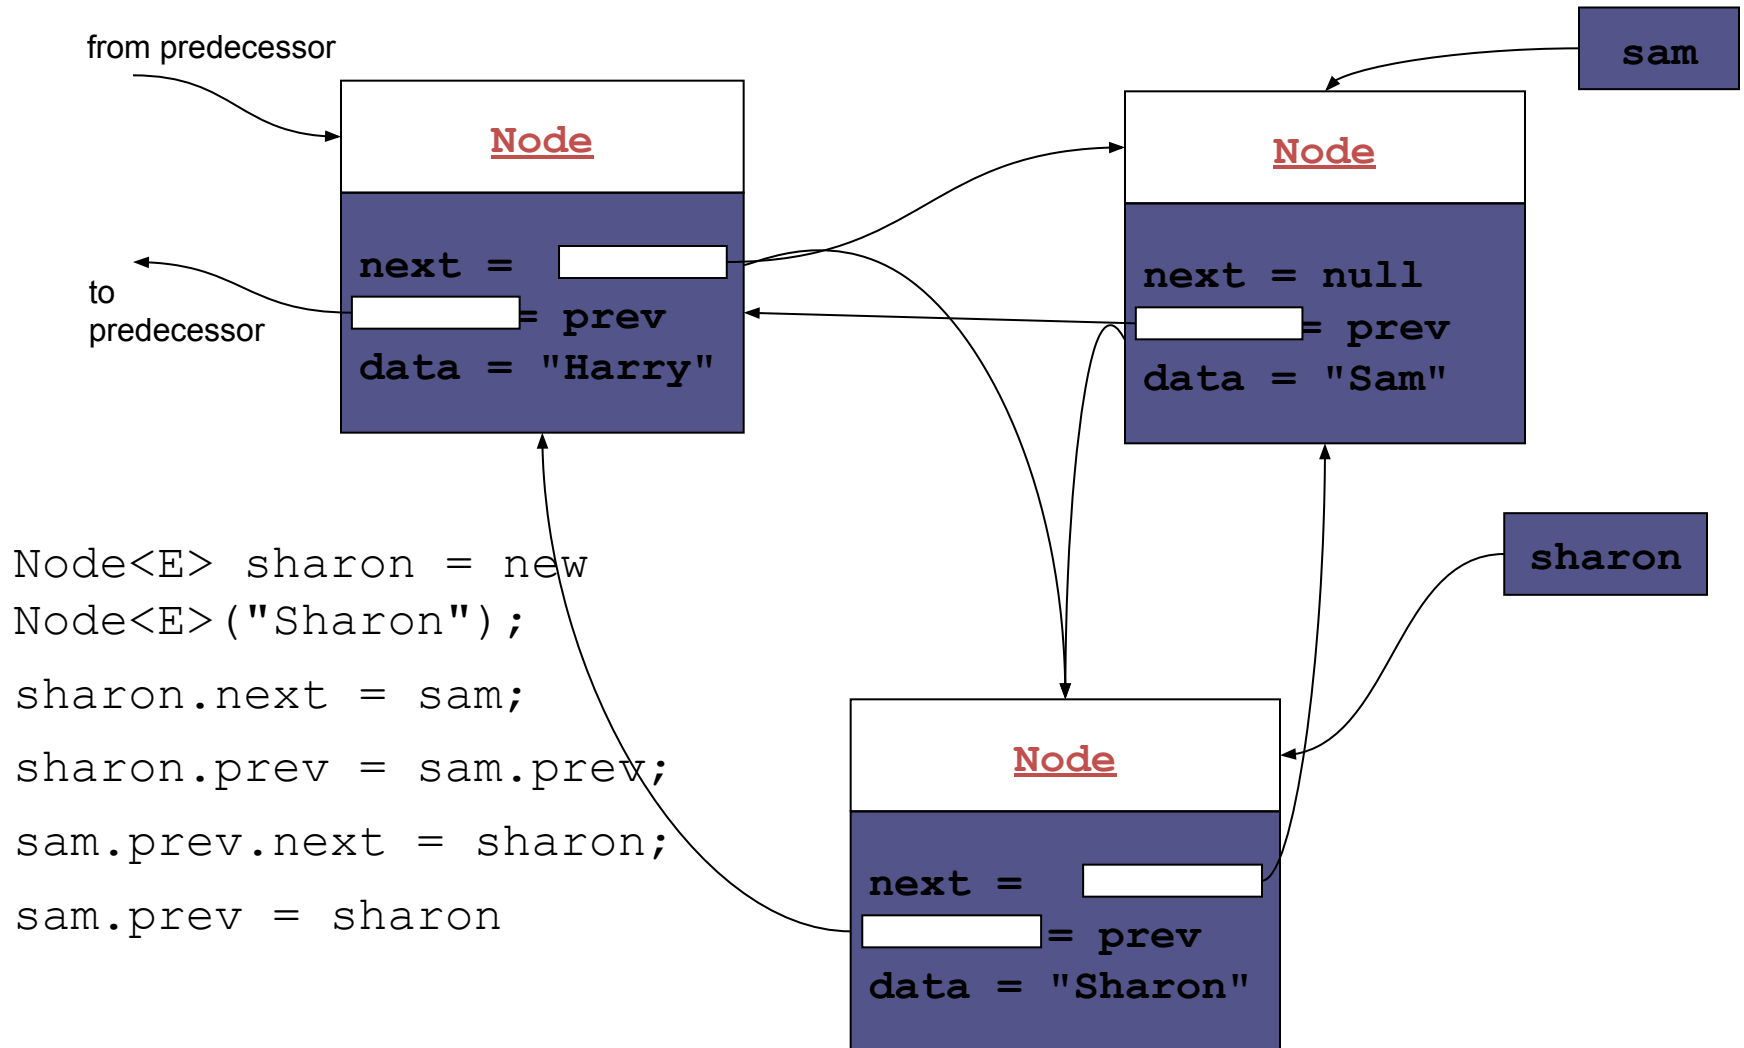 from predecessor
to
predecessor
Node
next =
= prev
data = "Harry"
sam
Node
next = null
= prev
data = "Sam"
sharon
Node
next =
= prev
data = "Sharon"
Node<E> sharon = new
Node<E>("Sharon");
sharon.next = sam;
sharon.prev = sam.prev;
sam.prev.next = sharon;
sam.prev = sharon